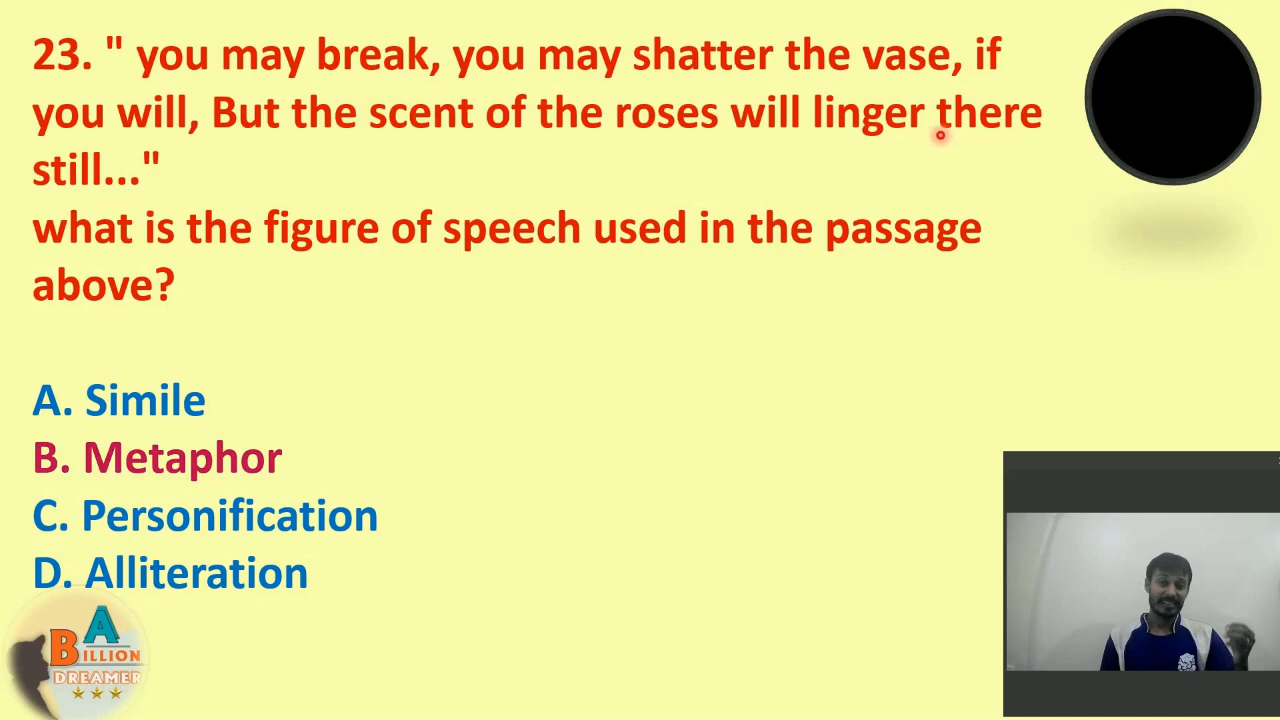 23. " you may break, you may shatter the vase, if
you will, But the scent of the roses will linger there
still..."
what is the figure of speech used in the passage
above?
A. Simile
B. Metaphor
C. Personification
D. Alliteration
A
BILLION
DREAMER